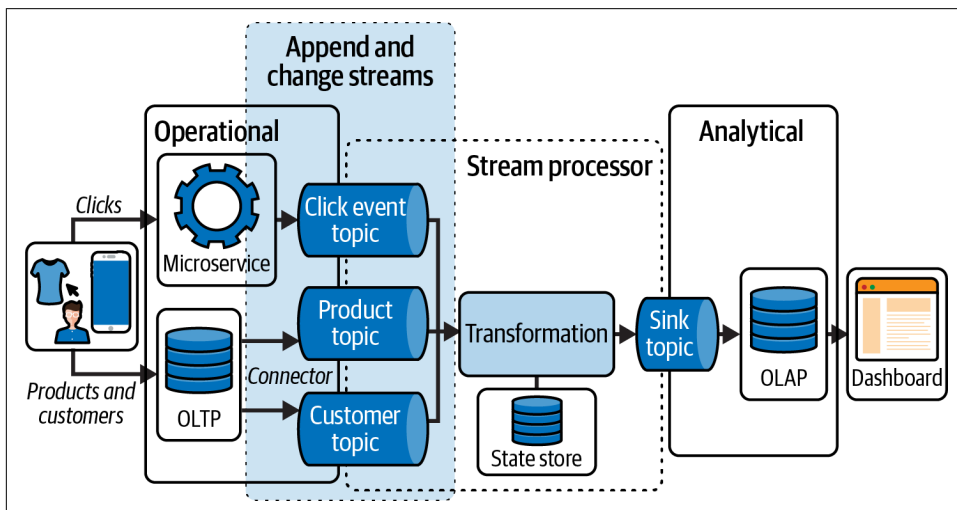 Append and
change streams
Operational
Analytical
Stream processor
Clicks
Click event
topic
Microservice
Product
topic
Transformation
Sink
topic
Connector
Products and
customers
OLTP
Customer
topic
State store
OLAP
Dashboard